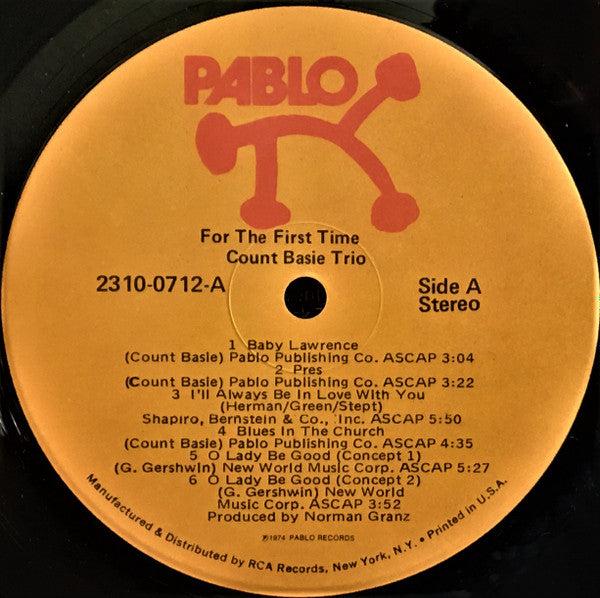 PABLO
For The First Time
Count Basie Trio
2310-0712-A
Side A
Stereo
1 Baby Lawrence
(Count Basie) Pablo Publishing Co. ASCAP 3:04
2 Pres
(Count Basie) Pablo Publishing Co. ASCAP 3:22
3 I'll Always Be In Love With You
(Herman/Green/Stept)
Shapiro, Bernstein & Co., Inc. ASCAP 5:50
4 Blues In The Church
(Count Basie) Pablo Publishing Co. ASCAP 4:35
5 O Lady Be Good (Concept 1)
(G. Gershwin) New World Music Corp. ASCAP 5:27
6 O Lady Be Good (Concept 2)
(G. Gershwin) New World
Music Corp. ASCAP 3:52
Produced by Norman Granz
℗1974 PABLO RECORDS
Manufactured & Distributed by RCA Records, New York, N.Y. • Printed in U.S.A.